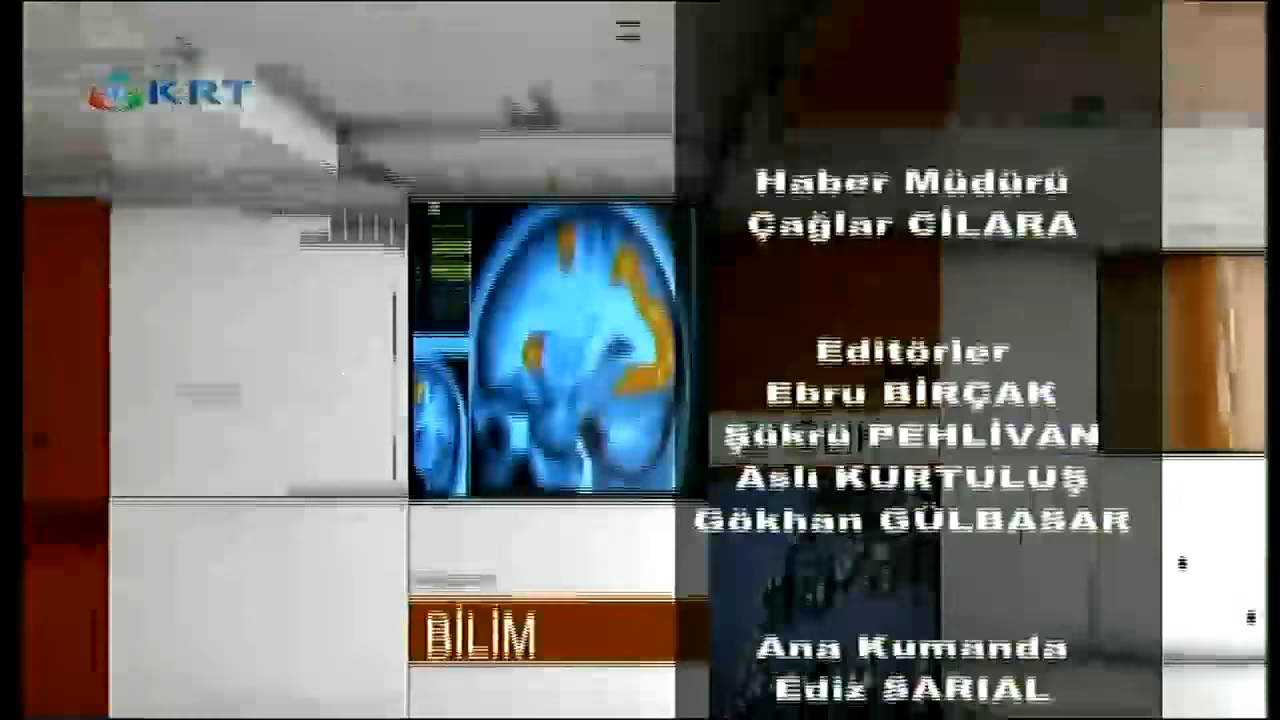 KRT
Haber Müdürü
Çağlar CİLARA
Editörler
Ebru BİRÇAK
Şükrü PEHLİVAN
Aslı KURTULUŞ
Gökhan GÜLBASAR
BİLİM
Ana Kumanda
Ediz SARIAL